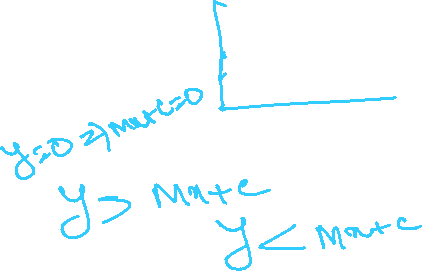 y=0 ⇒ mx+c=0
y > mx+c
y < mx+c